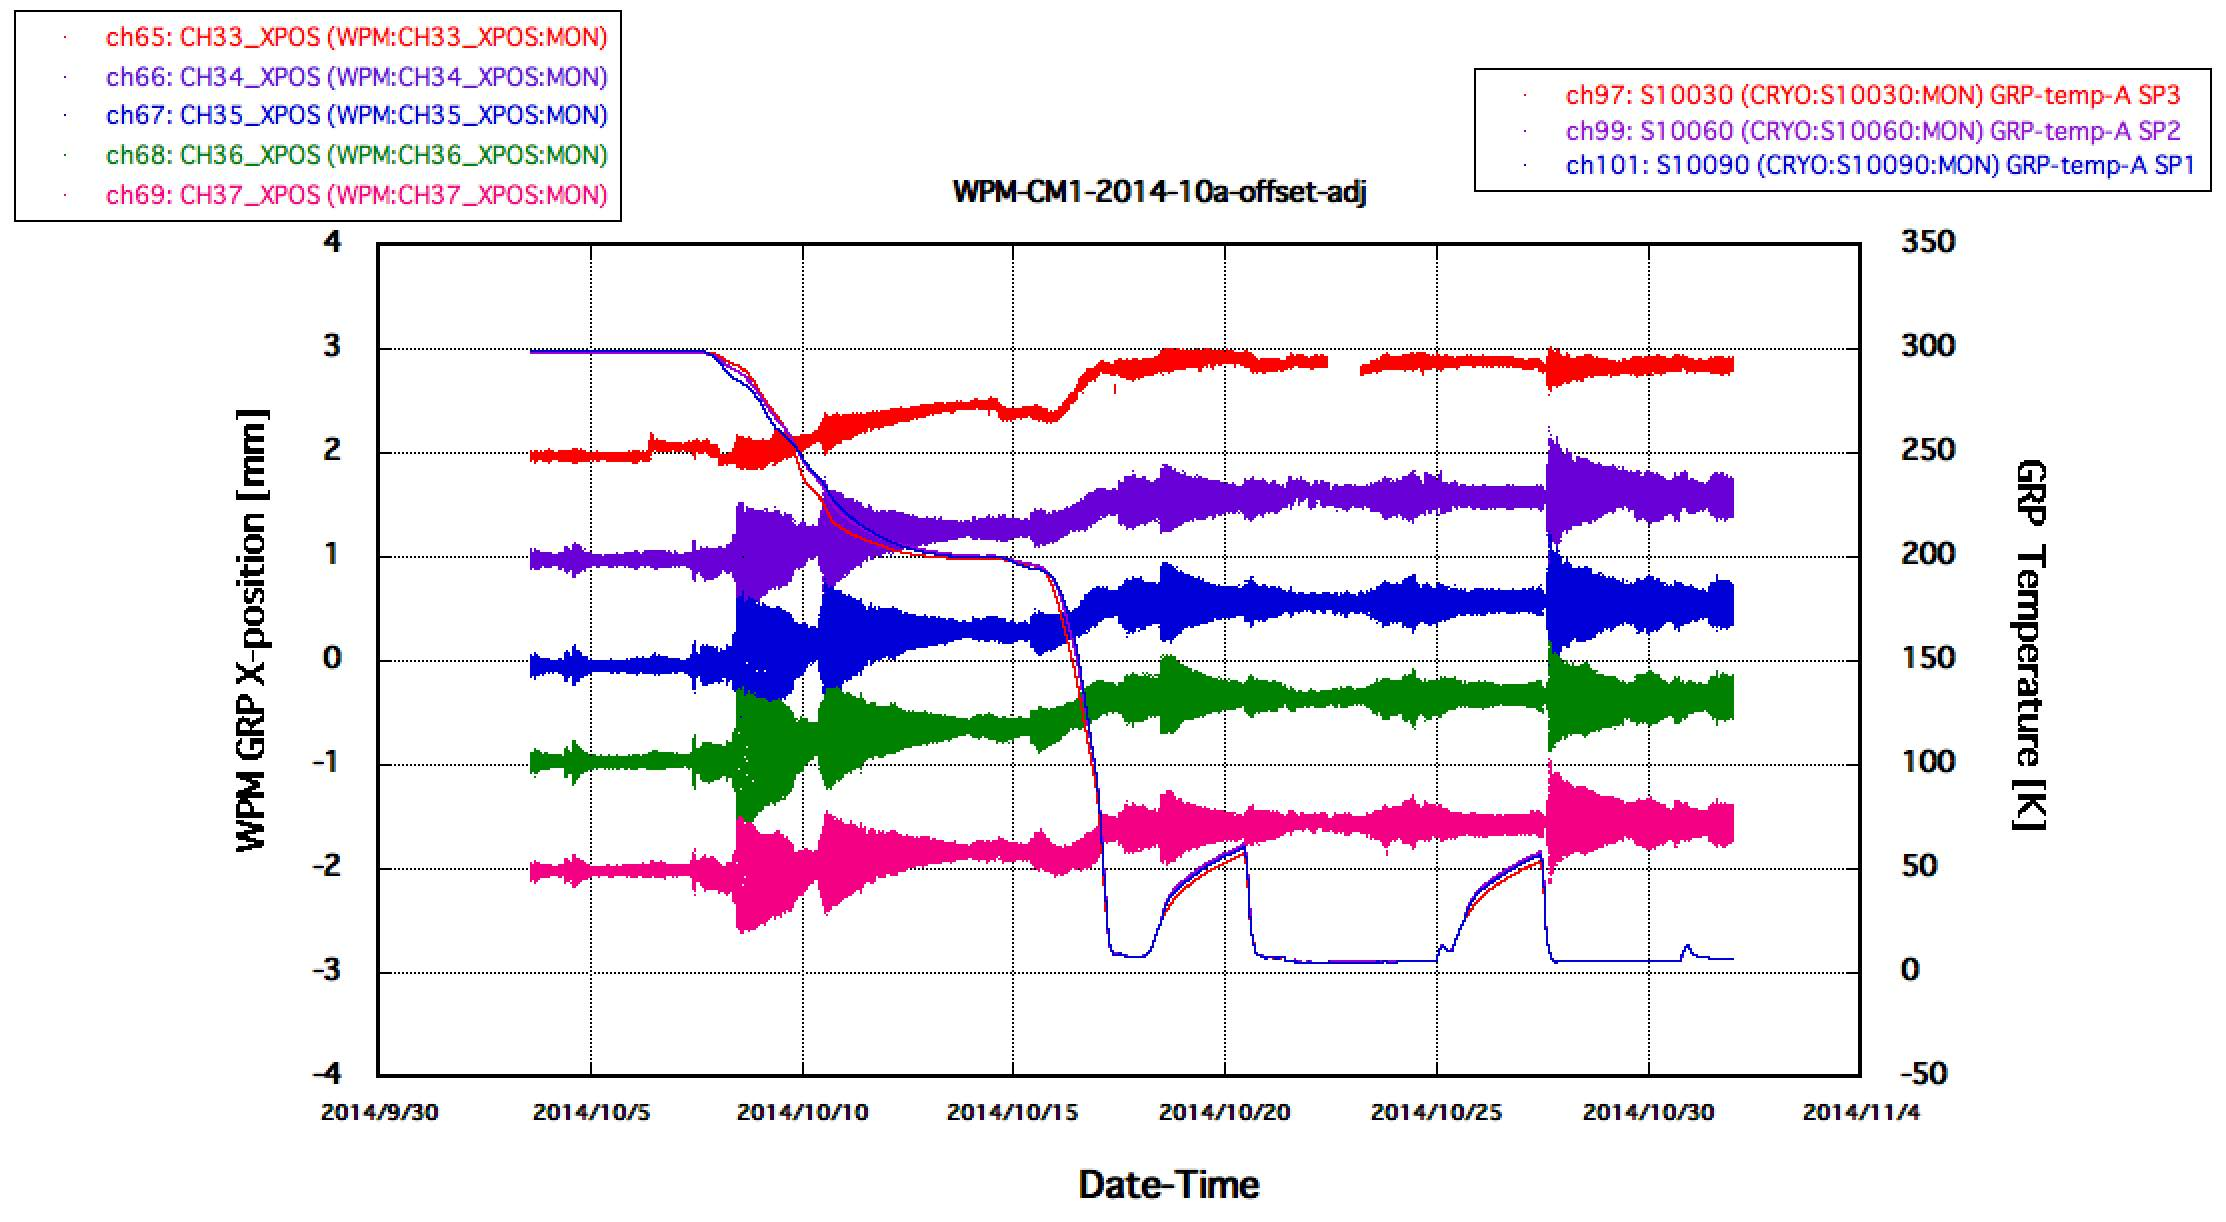 ch65: CH33_XPOS (WPM:CH33_XPOS:MON)
ch66: CH34_XPOS (WPM:CH34_XPOS:MON)
ch67: CH35_XPOS (WPM:CH35_XPOS:MON)
ch68: CH36_XPOS (WPM:CH36_XPOS:MON)
ch69: CH37_XPOS (WPM:CH37_XPOS:MON)
ch97: S10030 (CRYO:S10030:MON) GRP-temp-A SP3
ch99: S10060 (CRYO:S10060:MON) GRP-temp-A SP2
ch101: S10090 (CRYO:S10090:MON) GRP-temp-A SP1
WPM-CM1-2014-10a-offset-adj
WPM GRP X-position [mm]
4
3
2
1
0
-1
-2
-3
-4
350
300
250
200
150
100
50
0
-50
GRP Temperature [K]
2014/9/30 2014/10/5 2014/10/10 2014/10/15 2014/10/20 2014/10/25 2014/10/30 2014/11/4
Date-Time